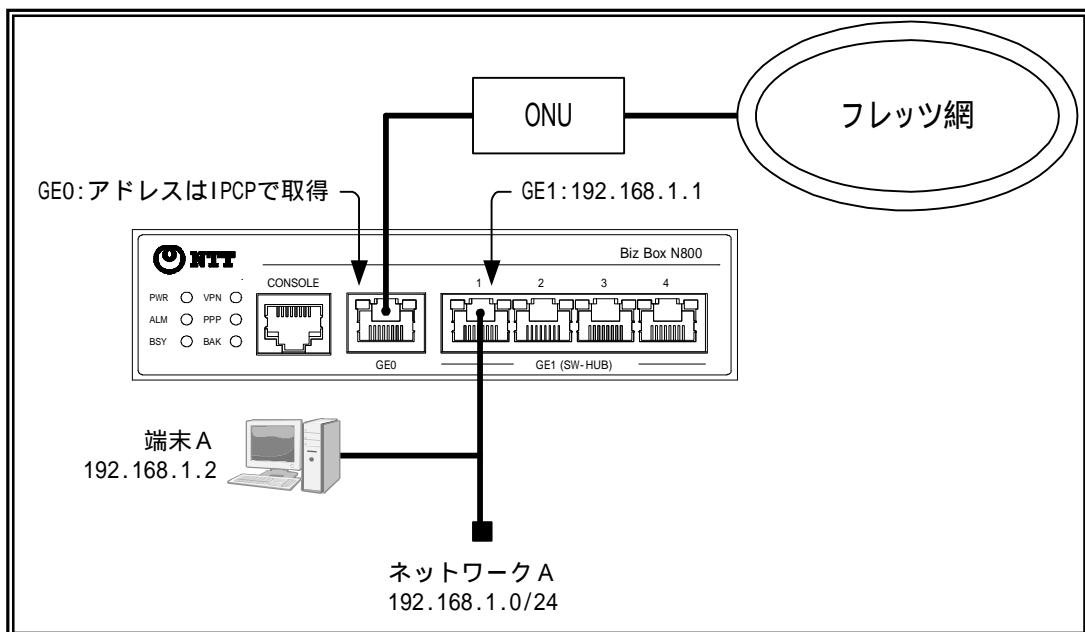 ONU
フレッツ網
GE0:アドレスはIPCPで取得
GE1:192.168.1.1
NTT
Biz Box N800
PWR VPN
ALM PPP
BSY BAK
CONSOLE
1 2 3 4
GE0
GE1 (SW-HUB)
端末A
192.168.1.2
ネットワークA
192.168.1.0/24